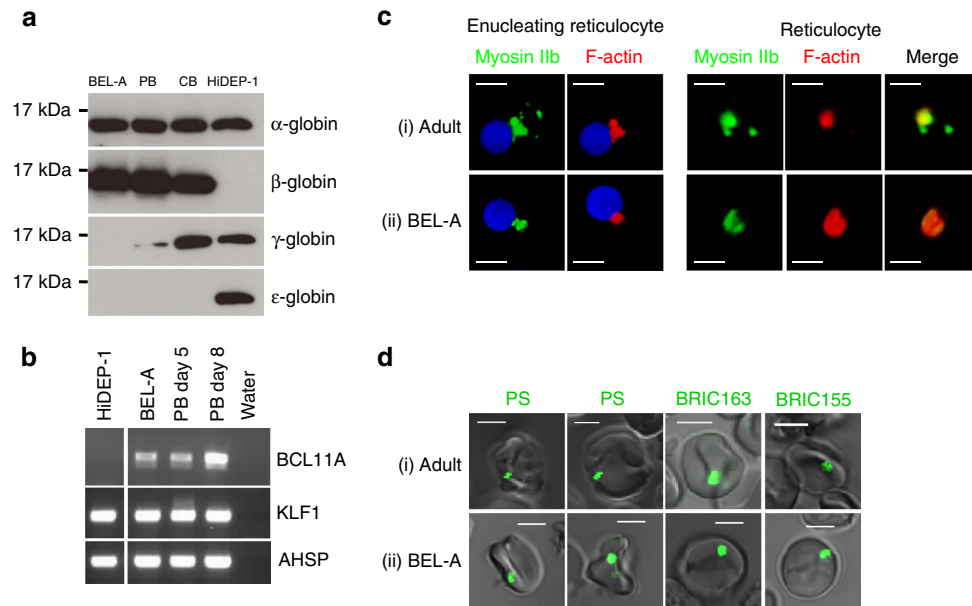 a
BEL-A PB CB HiDEP-1
17 kDa
α-globin
17 kDa
β-globin
17 kDa
γ-globin
17 kDa
ε-globin
b
HiDEP-1
BEL-A
PB day 5
PB day 8
Water
BCL11A
KLF1
AHSP
c
Enucleating reticulocyte Reticulocyte
Myosin IIb F-actin Myosin IIb F-actin Merge
(i) Adult
(ii) BEL-A
d
PS PS BRIC163 BRIC155
(i) Adult
(ii) BEL-A